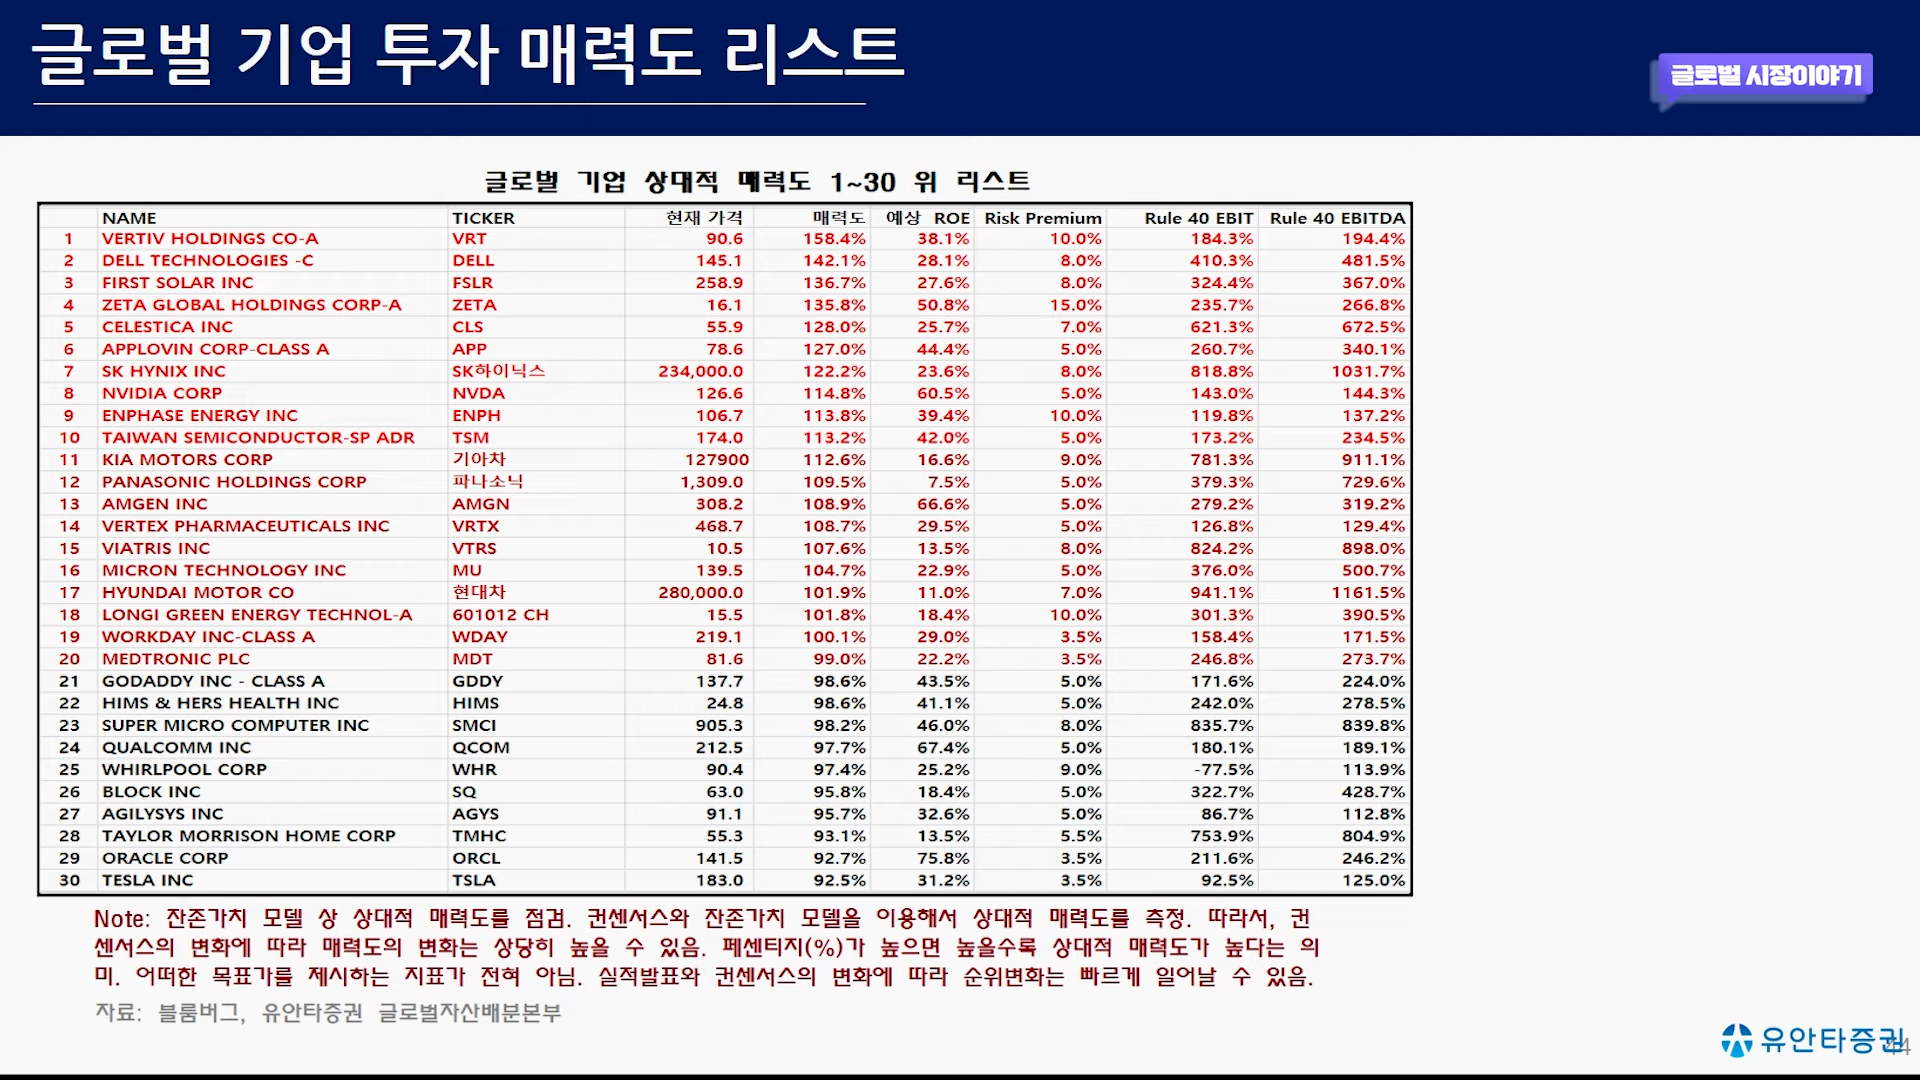 글로벌 기업 투자 매력도 리스트
글로벌 시장이야기
글로벌 기업 상대적 매력도 1~30 위 리스트
NAME TICKER 현재 가격 매력도 예상 ROE Risk Premium Rule 40 EBIT Rule 40 EBITDA
1 VERTIV HOLDINGS CO-A VRT 90.6 158.4% 38.1% 10.0% 184.3% 194.4%
2 DELL TECHNOLOGIES -C DELL 145.1 142.1% 28.1% 8.0% 410.3% 481.5%
3 FIRST SOLAR INC FSLR 258.9 136.7% 27.6% 8.0% 324.4% 367.0%
4 ZETA GLOBAL HOLDINGS CORP-A ZETA 16.1 135.8% 50.8% 15.0% 235.7% 266.8%
5 CELESTICA INC CLS 55.9 128.0% 25.7% 7.0% 621.3% 672.5%
6 APPLOVIN CORP-CLASS A APP 78.6 127.0% 44.4% 5.0% 260.7% 340.1%
7 SK HYNIX INC SK하이닉스 234,000.0 122.2% 23.6% 8.0% 818.8% 1031.7%
8 NVIDIA CORP NVDA 126.6 114.8% 60.5% 5.0% 143.0% 144.3%
9 ENPHASE ENERGY INC ENPH 106.7 113.8% 39.4% 10.0% 119.8% 137.2%
10 TAIWAN SEMICONDUCTOR-SP ADR TSM 174.0 113.2% 42.0% 5.0% 173.2% 234.5%
11 KIA MOTORS CORP 기아차 127900 112.6% 16.6% 9.0% 781.3% 911.1%
12 PANASONIC HOLDINGS CORP 파나소닉 1,309.0 109.5% 7.5% 5.0% 379.3% 729.6%
13 AMGEN INC AMGN 308.2 108.9% 66.6% 5.0% 279.2% 319.2%
14 VERTEX PHARMACEUTICALS INC VRTX 468.7 108.7% 29.5% 5.0% 126.8% 129.4%
15 VIATRIS INC VTRS 10.5 107.6% 13.5% 8.0% 824.2% 898.0%
16 MICRON TECHNOLOGY INC MU 139.5 104.7% 22.9% 5.0% 376.0% 500.7%
17 HYUNDAI MOTOR CO 현대차 280,000.0 101.9% 11.0% 7.0% 941.1% 1161.5%
18 LONGI GREEN ENERGY TECHNOL-A 601012 CH 15.5 101.8% 18.4% 10.0% 301.3% 390.5%
19 WORKDAY INC-CLASS A WDAY 219.1 100.1% 29.0% 3.5% 158.4% 171.5%
20 MEDTRONIC PLC MDT 81.6 99.0% 22.2% 3.5% 246.8% 273.7%
21 GODADDY INC - CLASS A GDDY 137.7 98.6% 43.5% 5.0% 171.6% 224.0%
22 HIMS & HERS HEALTH INC HIMS 24.8 98.6% 41.1% 5.0% 242.0% 278.5%
23 SUPER MICRO COMPUTER INC SMCI 905.3 98.2% 46.0% 8.0% 835.7% 839.8%
24 QUALCOMM INC QCOM 212.5 97.7% 67.4% 5.0% 180.1% 189.1%
25 WHIRLPOOL CORP WHR 90.4 97.4% 25.2% 9.0% -77.5% 113.9%
26 BLOCK INC SQ 63.0 95.8% 18.4% 5.0% 322.7% 428.7%
27 AGILYSYS INC AGYS 91.1 95.7% 32.6% 5.0% 86.7% 112.8%
28 TAYLOR MORRISON HOME CORP TMHC 55.3 93.1% 13.5% 5.5% 753.9% 804.9%
29 ORACLE CORP ORCL 141.5 92.7% 75.8% 3.5% 211.6% 246.2%
30 TESLA INC TSLA 183.0 92.5% 31.2% 3.5% 92.5% 125.0%
Note: 잔존가치 모델 상 상대적 매력도를 점검. 컨센서스와 잔존가치 모델을 이용해서 상대적 매력도를 측정. 따라서, 컨
센서스의 변화에 따라 매력도의 변화는 상당히 높을 수 있음. 페센티지(%)가 높으면 높을수록 상대적 매력도가 높다는 의
미. 어떠한 목표가를 제시하는 지표가 전혀 아님. 실적발표와 컨센서스의 변화에 따라 순위변화는 빠르게 일어날 수 있음.
자료: 블룸버그, 유안타증권 글로벌자산배분본부
유안타증권
44